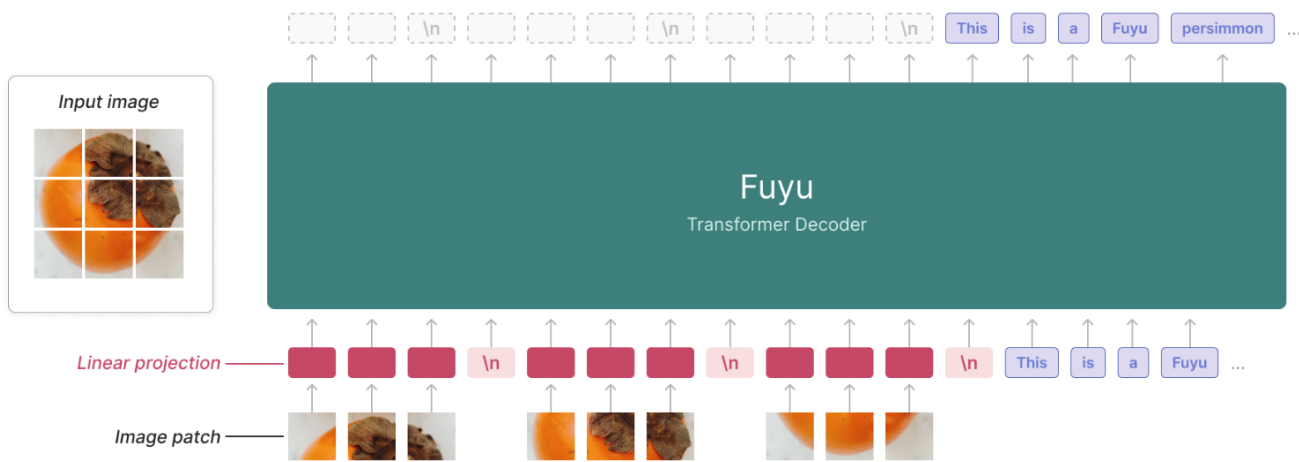 \n \n \n This is a Fuyu persimmon ...
Input image
Fuyu
Transformer Decoder
Linear projection \n \n \n This is a Fuyu ...
Image patch